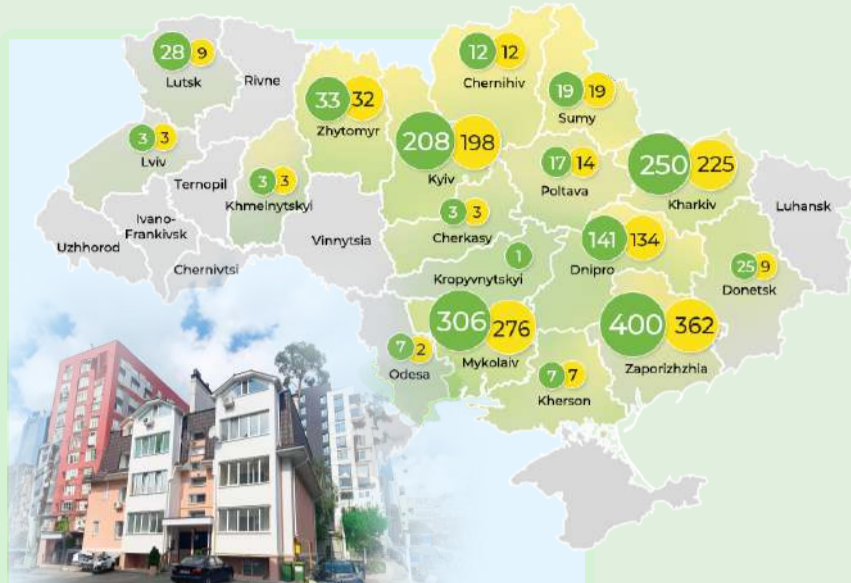 28 9
Lutsk
Rivne
33 32
Zhytomyr
12 12
Chernihiv
19 19
Sumy
3 3
Lviv
208 198
Kyiv
17 14
Poltava
250 225
Kharkiv
Ternopil
3 3
Khmelnytskyi
Luhansk
Ivano-
Frankivsk
Uzhhorod
Chernivtsi
Vinnytsia
3 3
Cherkasy
1
Kropyvnytskyi
141 134
Dnipro
25 9
Donetsk
306 276
Mykolaiv
400 362
Zaporizhzhia
7 2
Odesa
7 7
Kherson